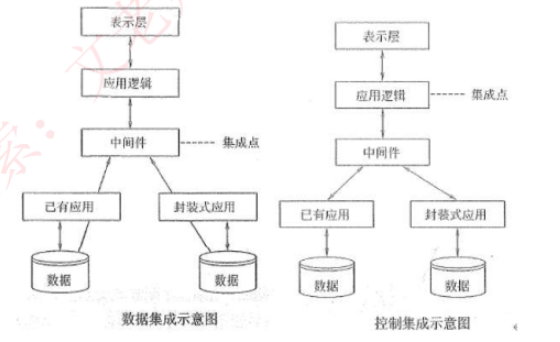 表示层
应用逻辑
中间件
集成点
已有应用
封装式应用
数据
数据
数据集成示意图
表示层
应用逻辑
集成点
中间件
已有应用
封装式应用
数据
数据
控制集成示意图